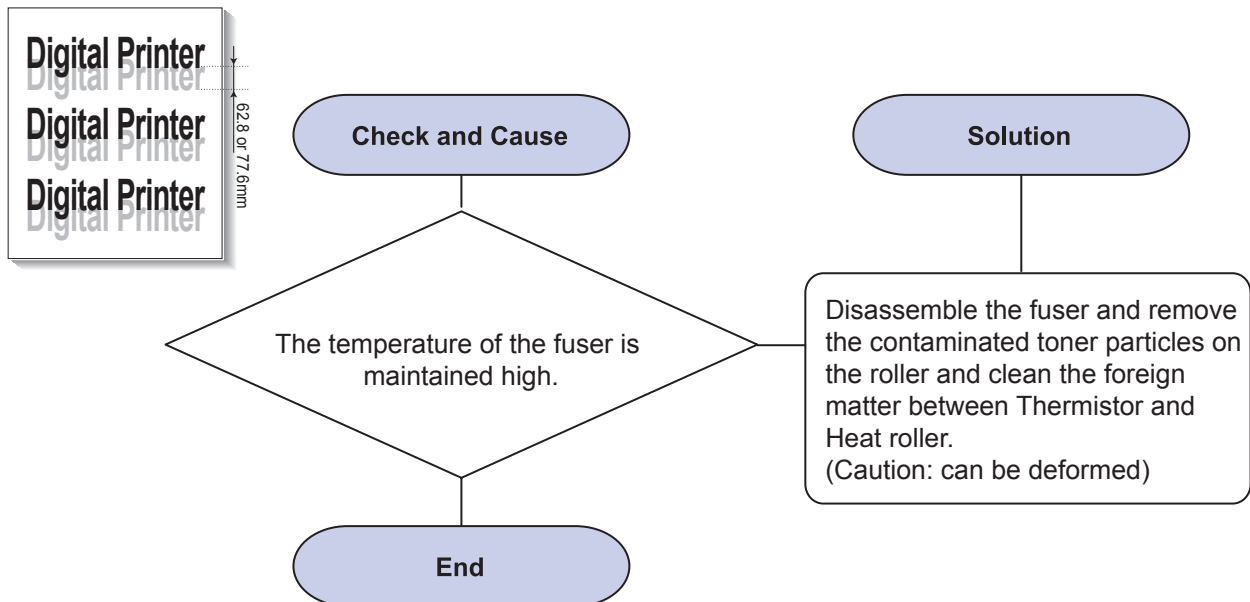 Digital Printer
Digital Printer
Digital Printer
Digital Printer
Digital Printer
Digital Printer
62.8 or 77.6mm
Check and Cause
The temperature of the fuser is
maintained high.
End
Solution
Disassemble the fuser and remove
the contaminated toner particles on
the roller and clean the foreign
matter between Thermistor and
Heat roller.
(Caution: can be deformed)